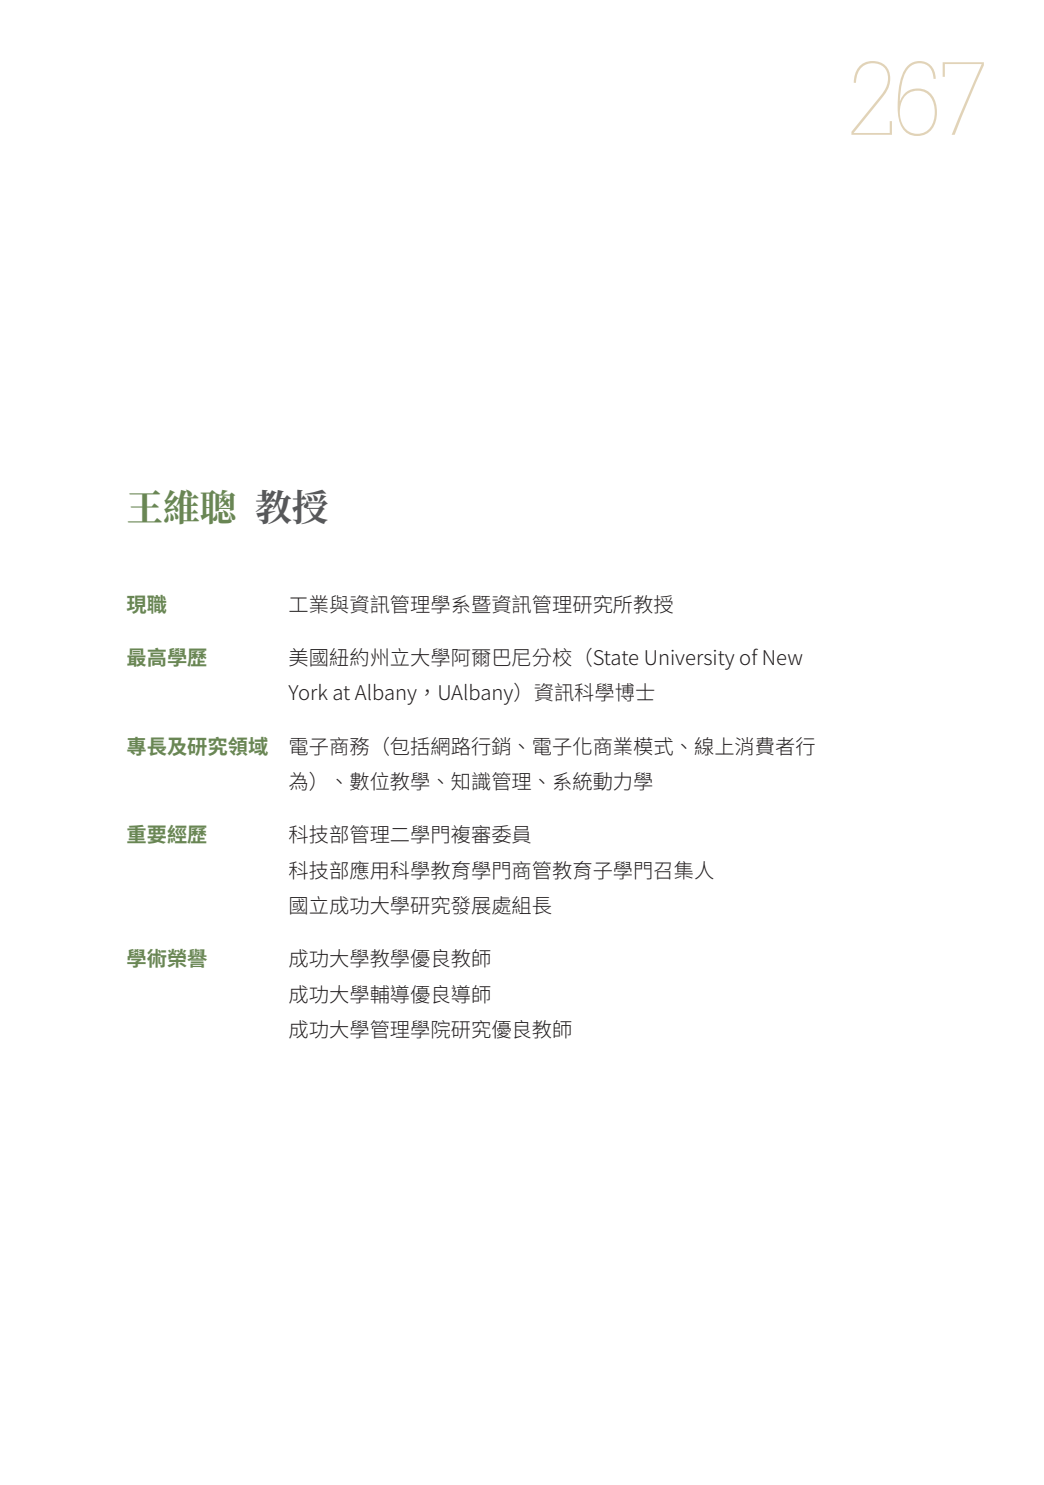 267
王維聰 教授
現職 工業與資訊管理學系暨資訊管理研究所教授
最高學歷 美國紐約州立大學阿爾巴尼分校（State University of New
York at Albany，UAlbany）資訊科學博士
專長及研究領域 電子商務（包括網路行銷、電子化商業模式、線上消費者行
為）、數位教學、知識管理、系統動力學
重要經歷 科技部管理二學門複審委員
科技部應用科學教育學門商管教育子學門召集人
國立成功大學研究發展處組長
學術榮譽 成功大學教學優良教師
成功大學輔導優良導師
成功大學管理學院研究優良教師